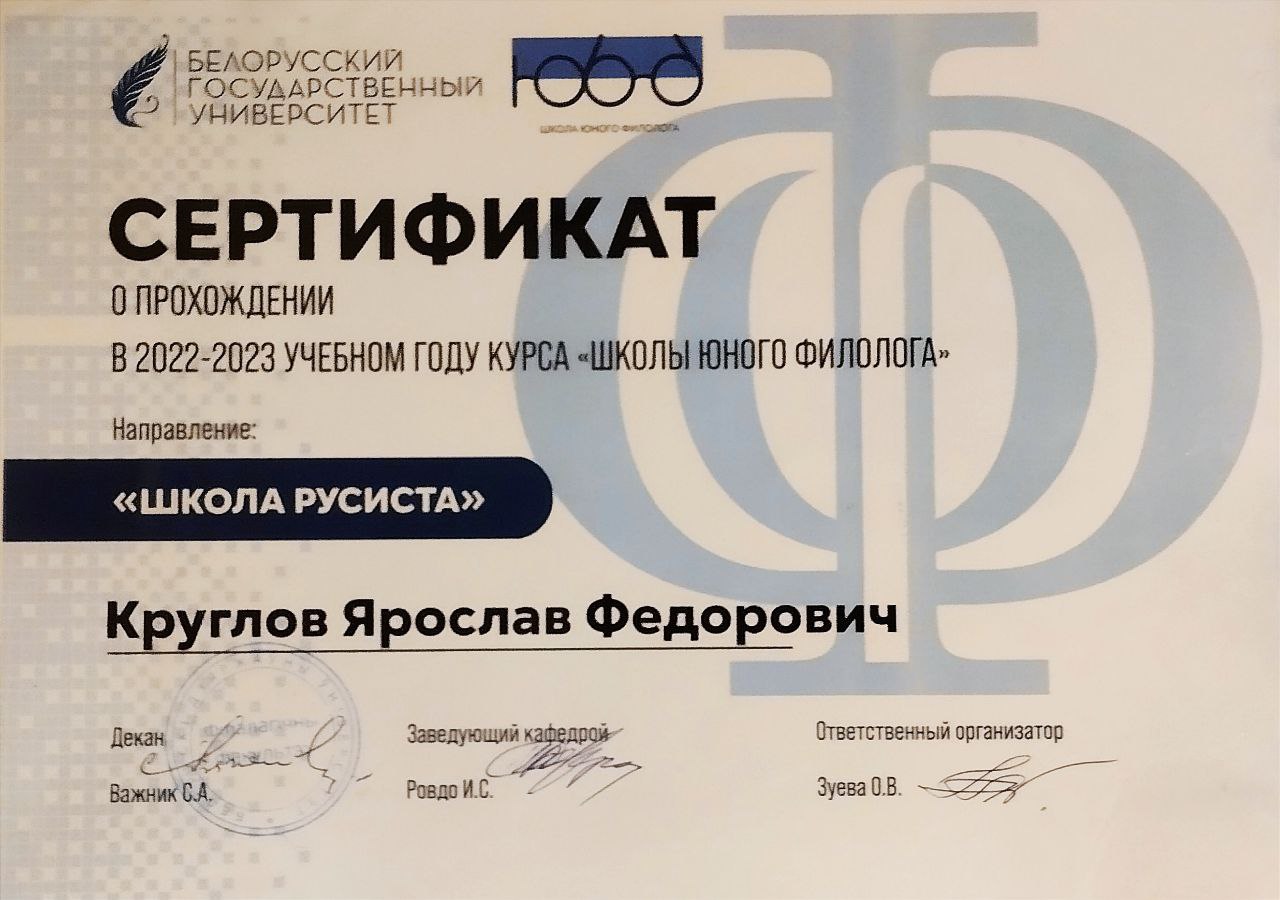 БЕЛОРУССКИЙ
ГОСУДАРСТВЕННЫЙ
УНИВЕРСИТЕТ
ШКОЛА ЮНОГО ФИЛОЛОГА
СЕРТИФИКАТ
О ПРОХОЖДЕНИИ
В 2022-2023 УЧЕБНОМ ГОДУ КУРСА «ШКОЛЫ ЮНОГО ФИЛОЛОГА»
Направление:
«ШКОЛА РУСИСТА»
Круглов Ярослав Федорович
Декан
Важник С.А.
Заведующий кафедрой
Ровдо И.С.
Ответственный организатор
Зуева О.В.